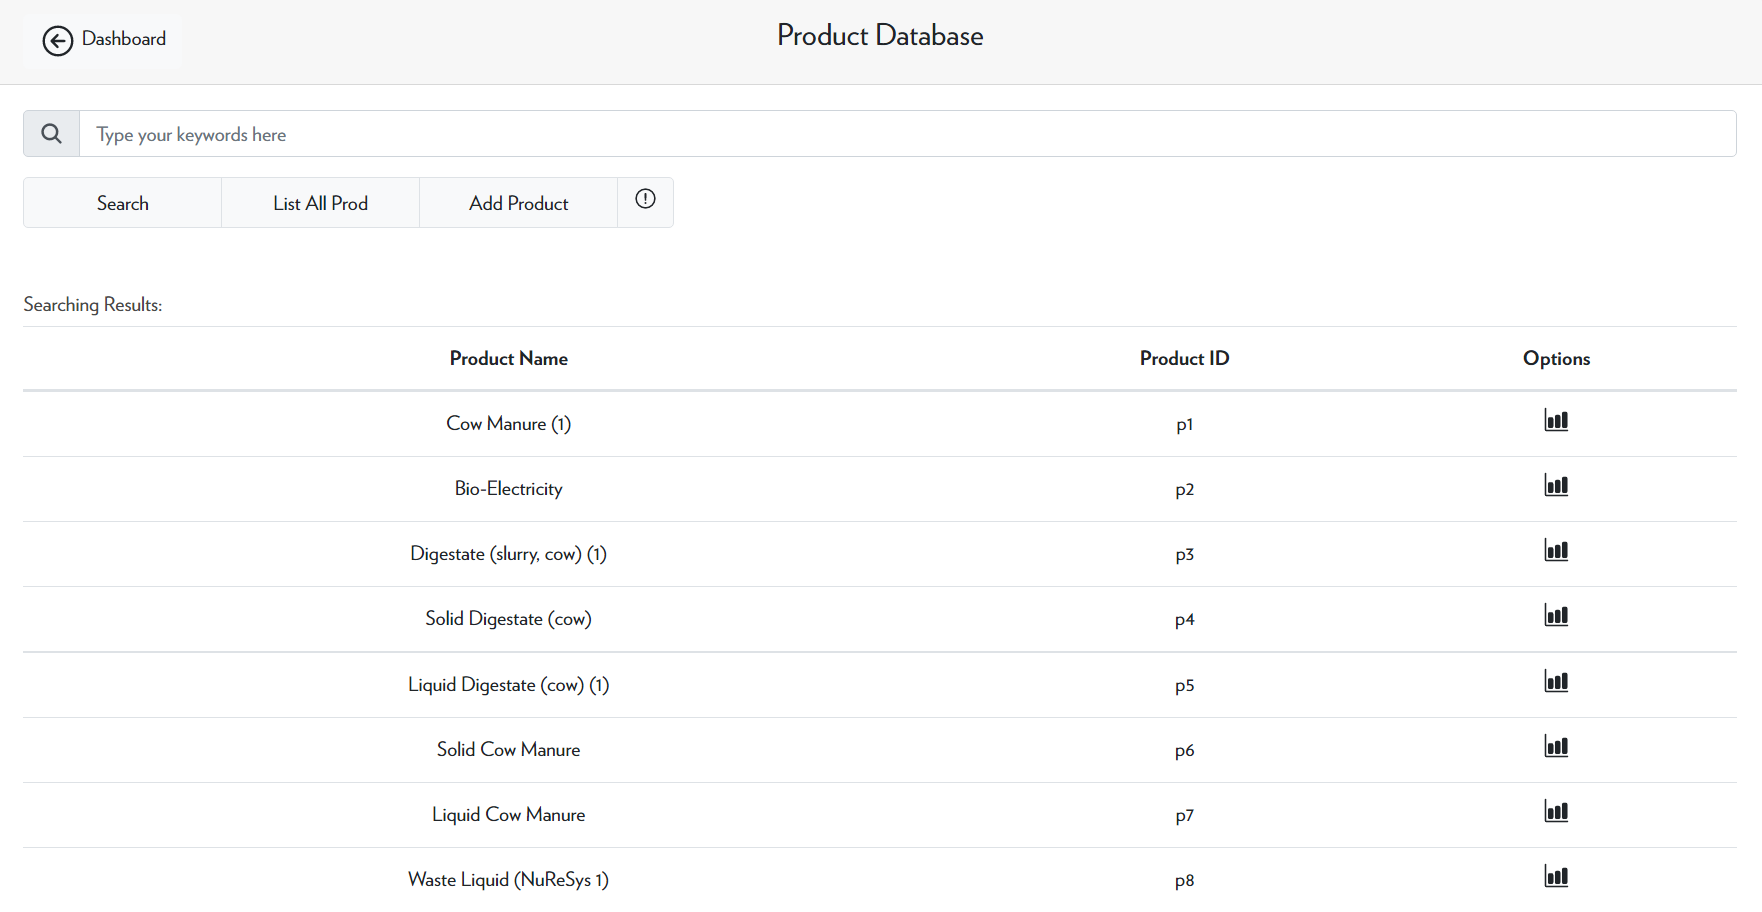 Dashboard
Product Database
Type your keywords here
Search
List All Prod
Add Product
Searching Results:
Product Name Product ID Options
Cow Manure (1) p1
Bio-Electricity p2
Digestate (slurry, cow) (1) p3
Solid Digestate (cow) p4
Liquid Digestate (cow) (1) p5
Solid Cow Manure p6
Liquid Cow Manure p7
Waste Liquid (NuReSys 1) p8